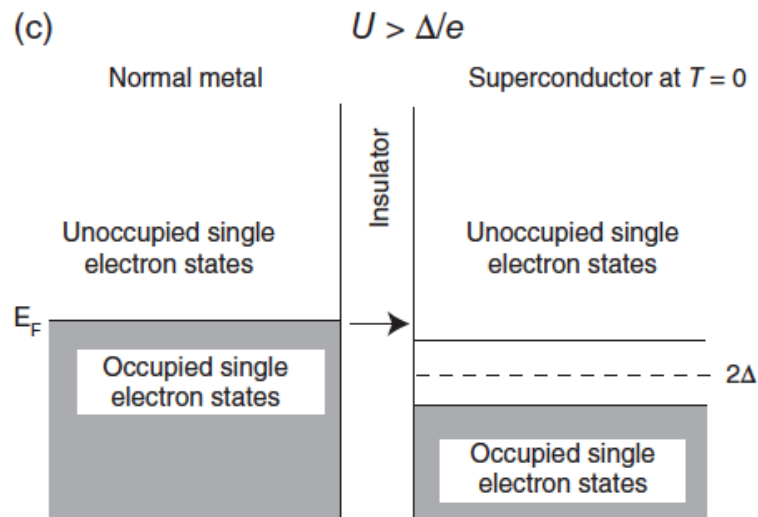 (c)
U > Δ/e
Normal metal
Superconductor at T = 0
Insulator
Unoccupied single
electron states
Unoccupied single
electron states
E_F
Occupied single
electron states
2Δ
Occupied single
electron states